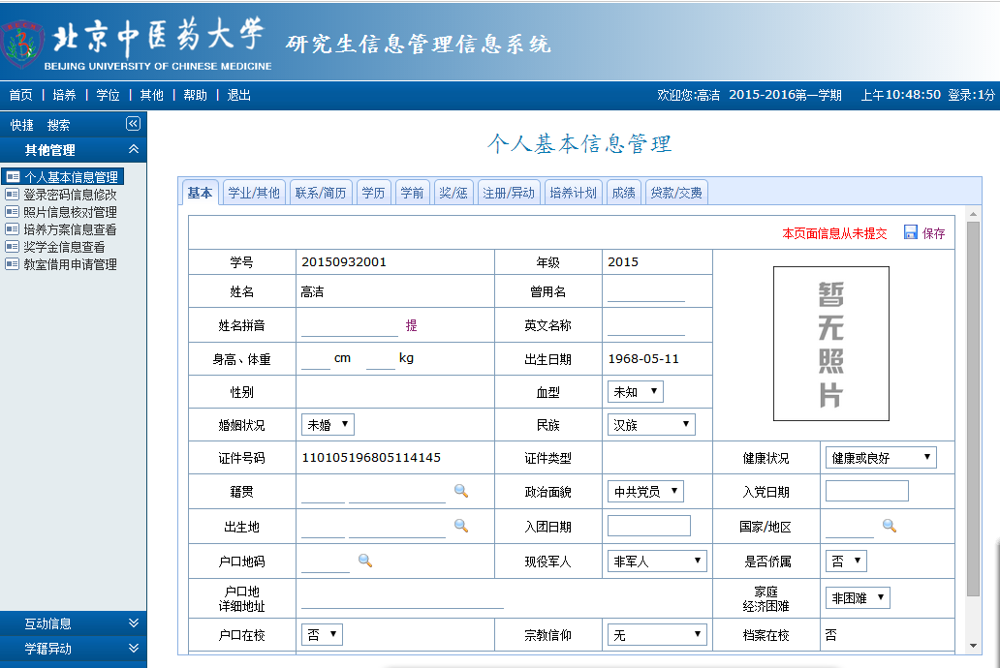 北京中医药大学 研究生信息管理信息系统
BEIJING UNIVERSITY OF CHINESE MEDICINE
首页 | 培养 | 学位 | 其他 | 帮助 | 退出 欢迎您:高洁 2015-2016第一学期 上午10:48:50 登录:1分
快捷 搜索
其他管理
个人基本信息管理
登录密码信息修改
照片信息核对管理
培养方案信息查看
奖学金信息查看
教室借用申请管理
互动信息
学籍异动
个人基本信息管理
基本 学业/其他 联系/简历 学历 学前 奖/惩 注册/异动 培养计划 成绩 贷款/交费
本页面信息从未提交 保存
学号 20150932001 年级 2015
姓名 高洁 曾用名
姓名拼音 提 英文名称
身高、体重 cm kg 出生日期 1968-05-11
性别 血型 未知
婚姻状况 未婚 民族 汉族
暂无照片
证件号码 110105196805114145 证件类型 健康状况 健康或良好
籍贯 政治面貌 中共党员 入党日期
出生地 入团日期 国家/地区
户口地码 现役军人 非军人 是否侨属 否
户口地
详细地址
家庭
经济困难
非困难
户口在校 否 宗教信仰 无 档案在校 否